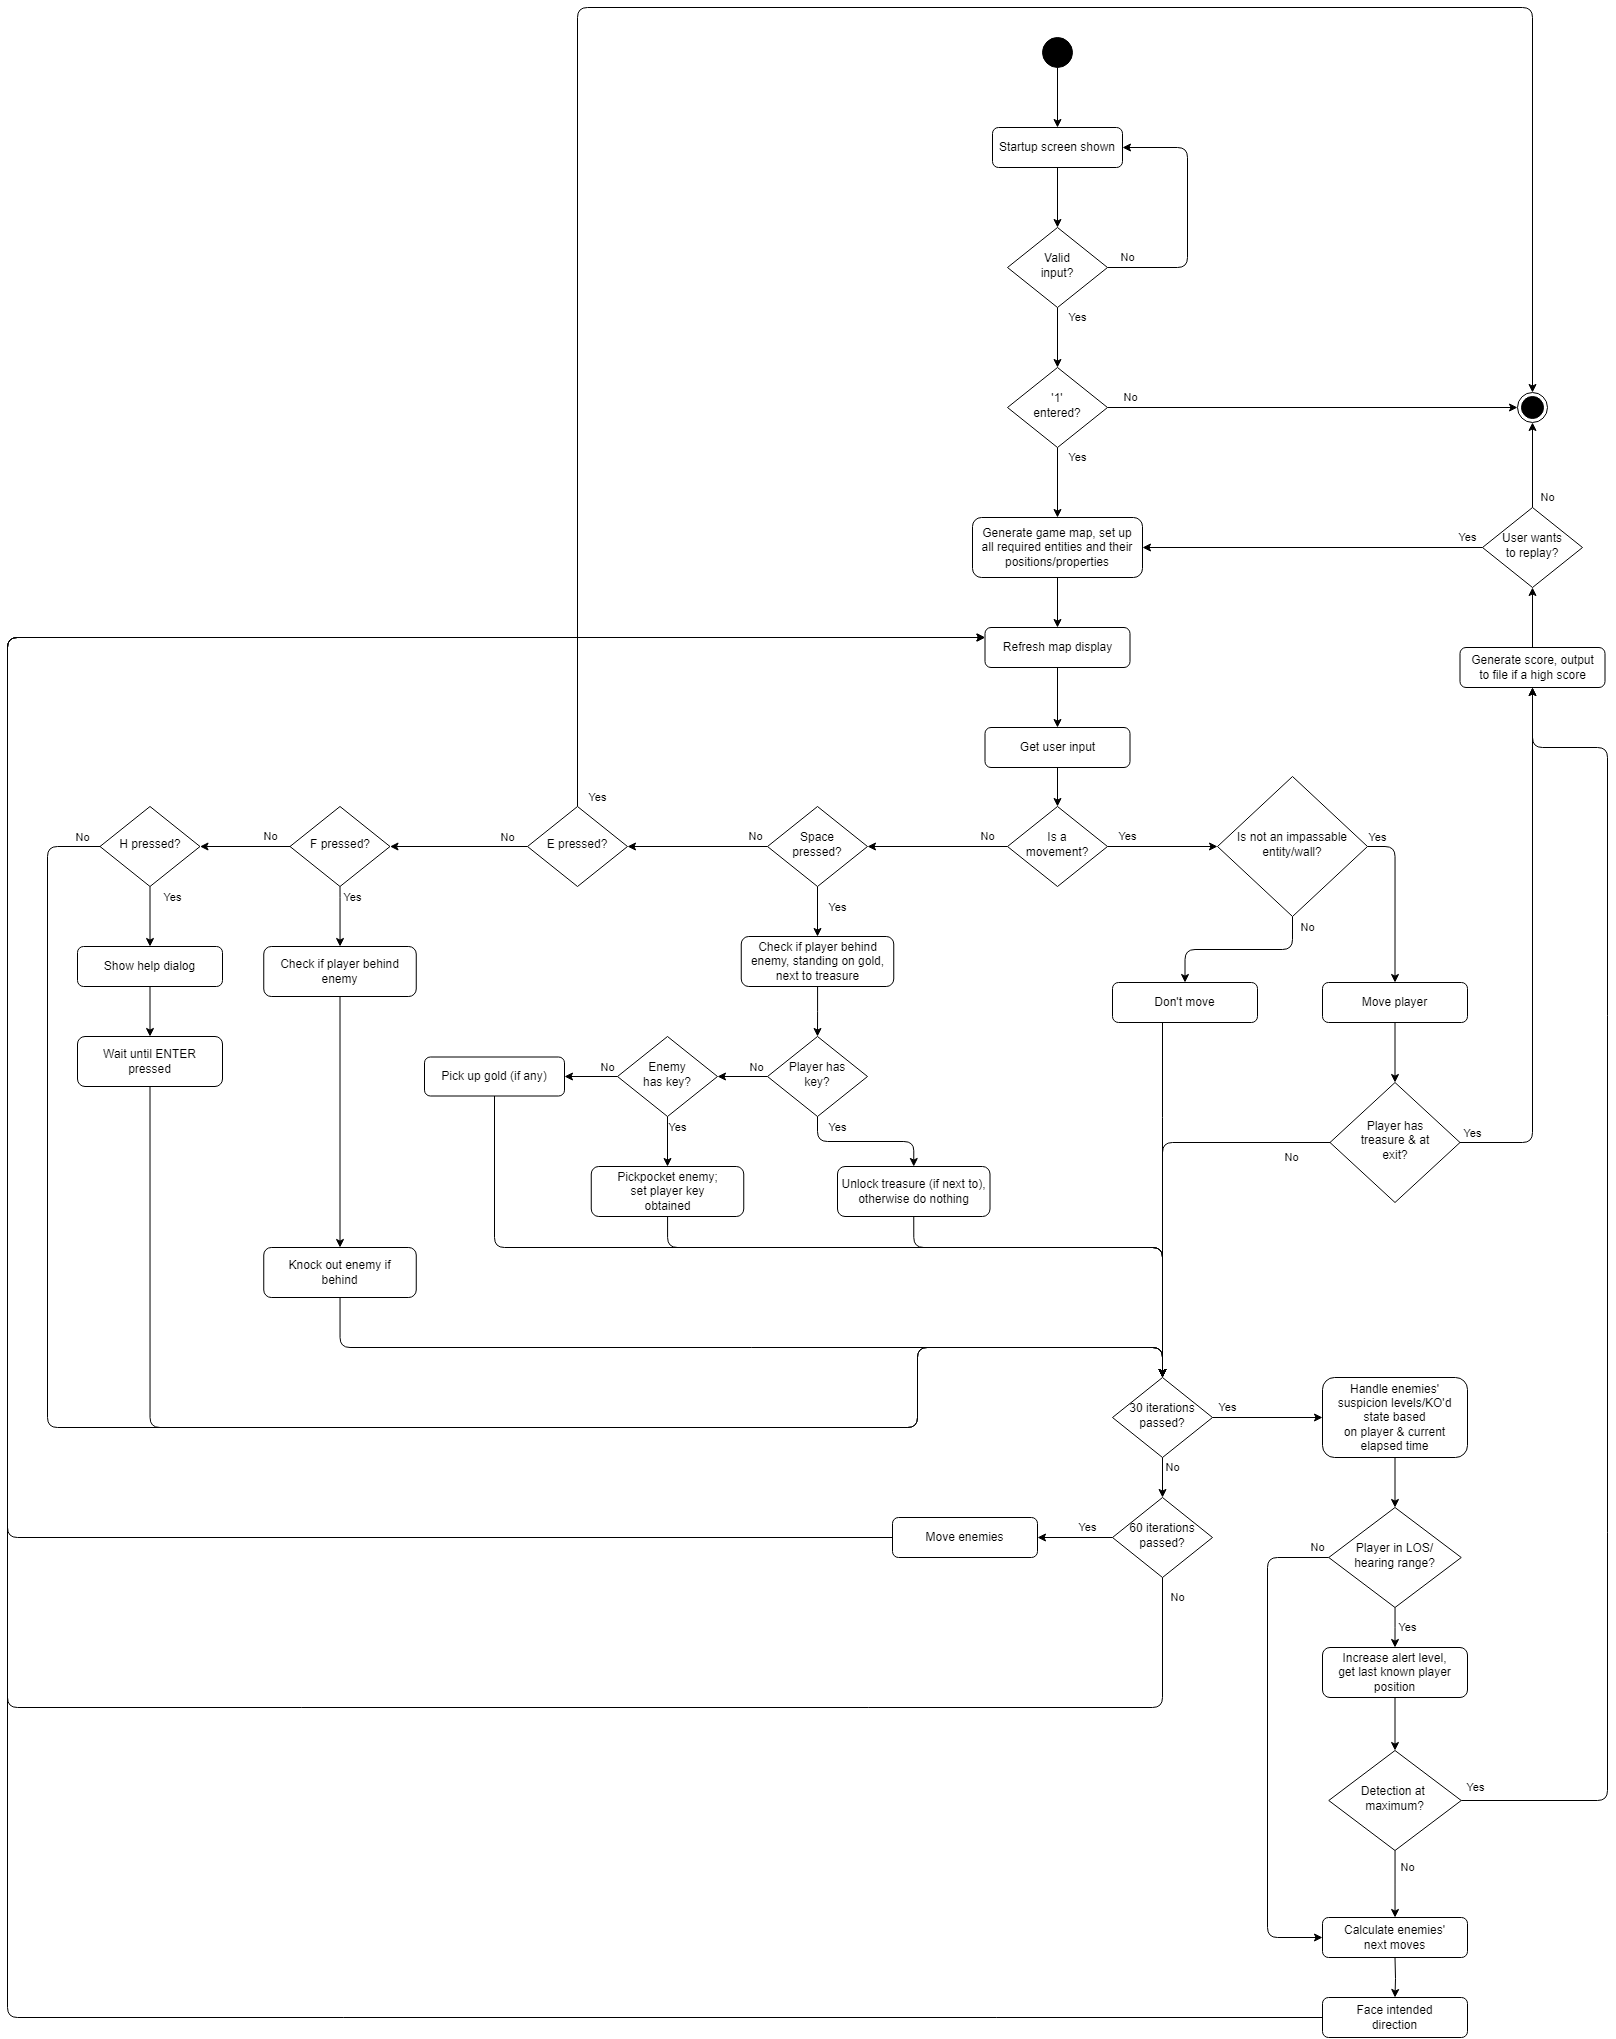 Startup screen shown
Valid
input?
No
Yes
'1'
entered?
No
Yes
Generate game map, set up
all required entities and their
positions/properties
Yes
User wants
to replay?
No
Refresh map display
Generate score, output
to file if a high score
Get user input
No
H pressed?
Yes
No
F pressed?
Yes
No
E pressed?
Yes
No
Space
pressed?
Yes
No
Is a
movement?
Yes
Is not an impassable
entity/wall?
Yes
No
Show help dialog
Wait until ENTER
pressed
Check if player behind
enemy
Check if player behind
enemy, standing on gold,
next to treasure
Don't move
Move player
Pick up gold (if any)
No
Enemy
has key?
Yes
No
Player has
key?
Yes
Player has
treasure & at
exit?
Yes
No
Pickpocket enemy;
set player key
obtained
Unlock treasure (if next to),
otherwise do nothing
Knock out enemy if
behind
30 iterations
passed?
Yes
No
Handle enemies'
suspicion levels/KO'd
state based
on player & current
elapsed time
Move enemies
Yes
60 iterations
passed?
No
No
Player in LOS/
hearing range?
Yes
Increase alert level,
get last known player
position
Detection at
maximum?
Yes
No
Calculate enemies'
next moves
Face intended
direction